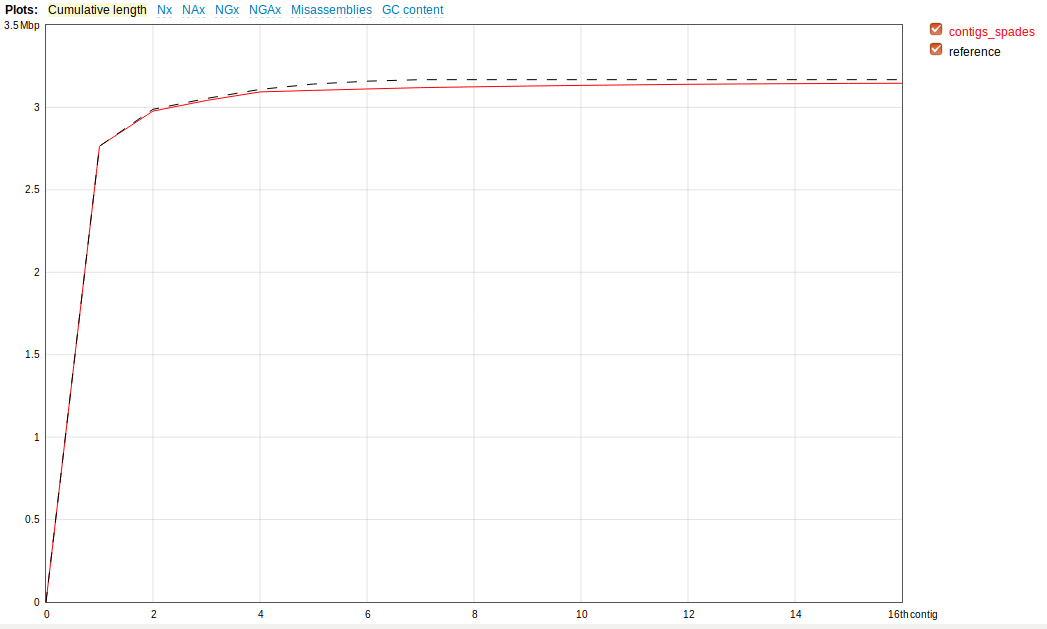 Plots: Cumulative length Nx NAx NGx NGAx Misassemblies GC content
3.5 Mbp
contigs_spades
reference
3
2.5
2
1.5
1
0.5
0
0 2 4 6 8 10 12 14 16th contig